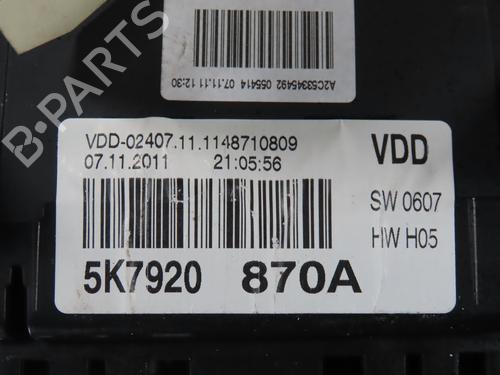 A2C53345492 055414 07.11.11 12:30
VDD-02407.11.1148710809
07.11.2011 21:05:56
VDD
SW 0607
HW H05
5K7920 870A
B-PARTS